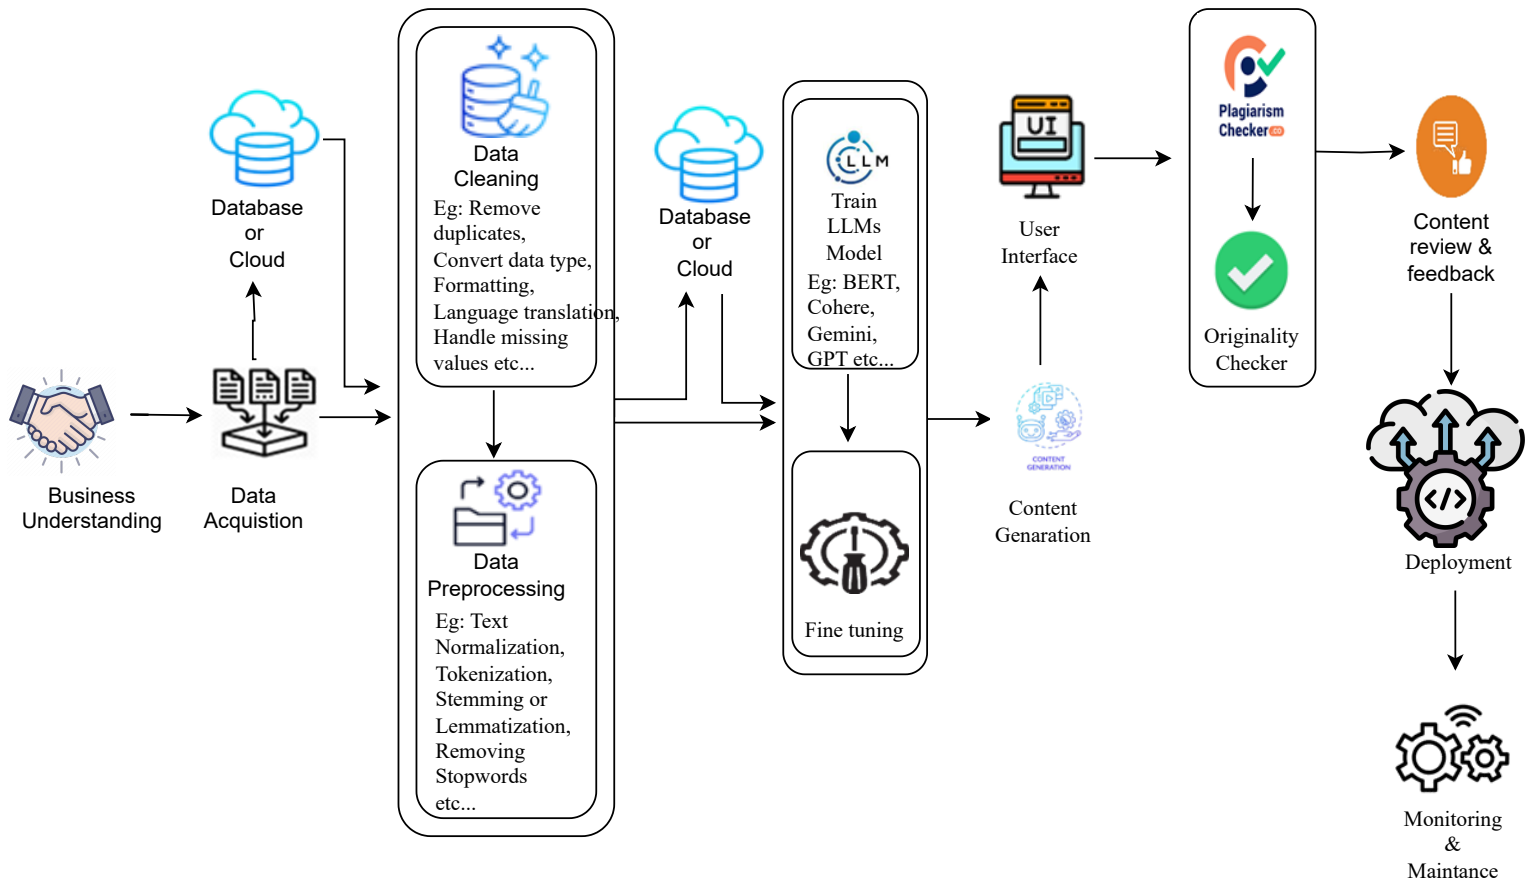 Business
Understanding
Data
Acquistion
Database
or
Cloud
Data
Cleaning
Eg: Remove
duplicates,
Convert data type,
Formatting,
Language translation,
Handle missing
values etc...
Data
Preprocessing
Eg: Text
Normalization,
Tokenization,
Stemming or
Lemmatization,
Removing
Stopwords
etc...
Database
or
Cloud
LLM
Train
LLMs
Model
Eg: BERT,
Cohere,
Gemini,
GPT etc...
Fine tuning
CONTENT
GENERATION
Content
Genaration
UI
User
Interface
Plagiarism
Checker.co
Originality
Checker
Content
review &
feedback
</>
Deployment
Monitoring
&
Maintance